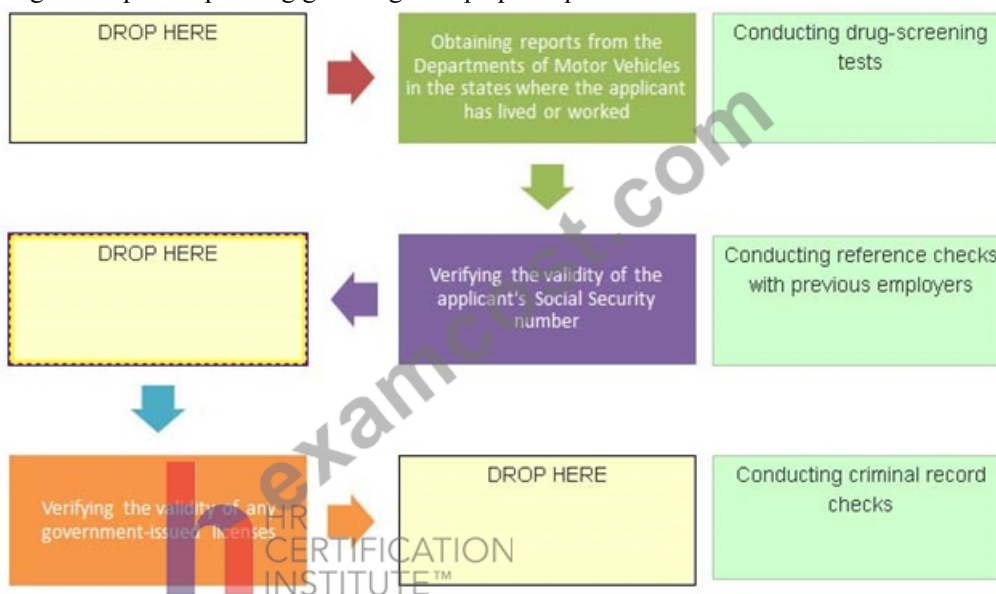 DROP HERE
Obtaining reports from the
Departments of Motor Vehicles
in the states where the applicant
has lived or worked
Conducting drug-screening
tests
DROP HERE
Verifying the validity of the
applicant's Social Security
number
Conducting reference checks
with previous employers
Verifying the validity of any
government-issued licenses
DROP HERE
Conducting criminal record
checks
examcost.com
HR
CERTIFICATION
INSTITUTE™